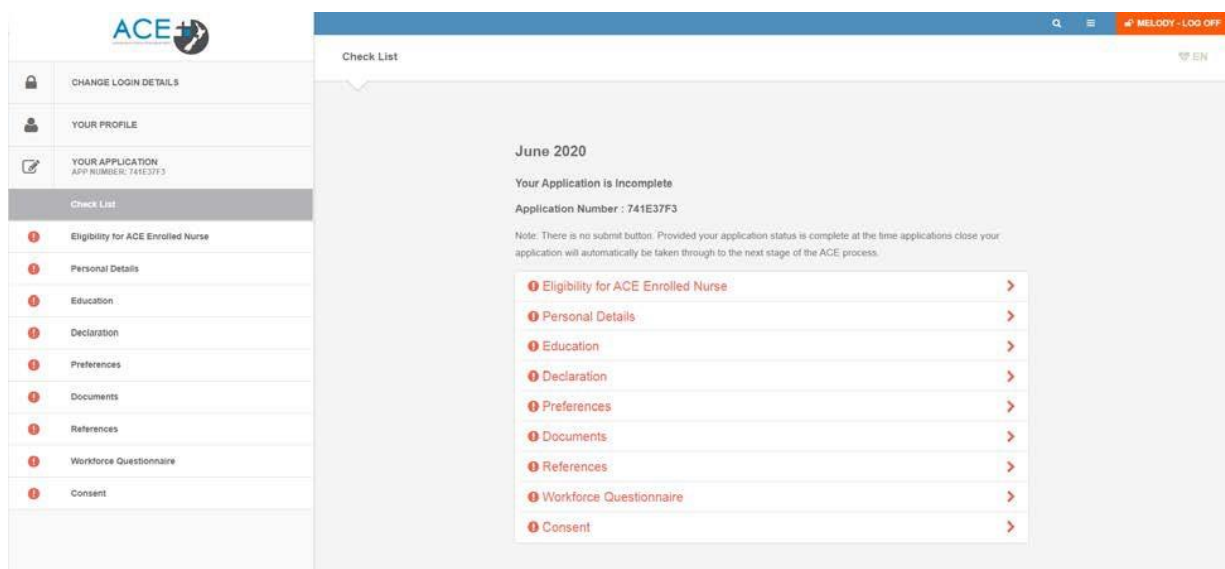 ACE
MELODY - LOG OFF
Check List
EN
CHANGE LOGIN DETAILS
YOUR PROFILE
YOUR APPLICATION
APP NUMBER: 741E37F3
Check List
Eligibility for ACE Enrolled Nurse
Personal Details
Education
Declaration
Preferences
Documents
References
Workforce Questionnaire
Consent
June 2020
Your Application is Incomplete
Application Number : 741E37F3
Note: There is no submit button. Provided your application status is complete at the time applications close your
application will automatically be taken through to the next stage of the ACE process.
Eligibility for ACE Enrolled Nurse
Personal Details
Education
Declaration
Preferences
Documents
References
Workforce Questionnaire
Consent